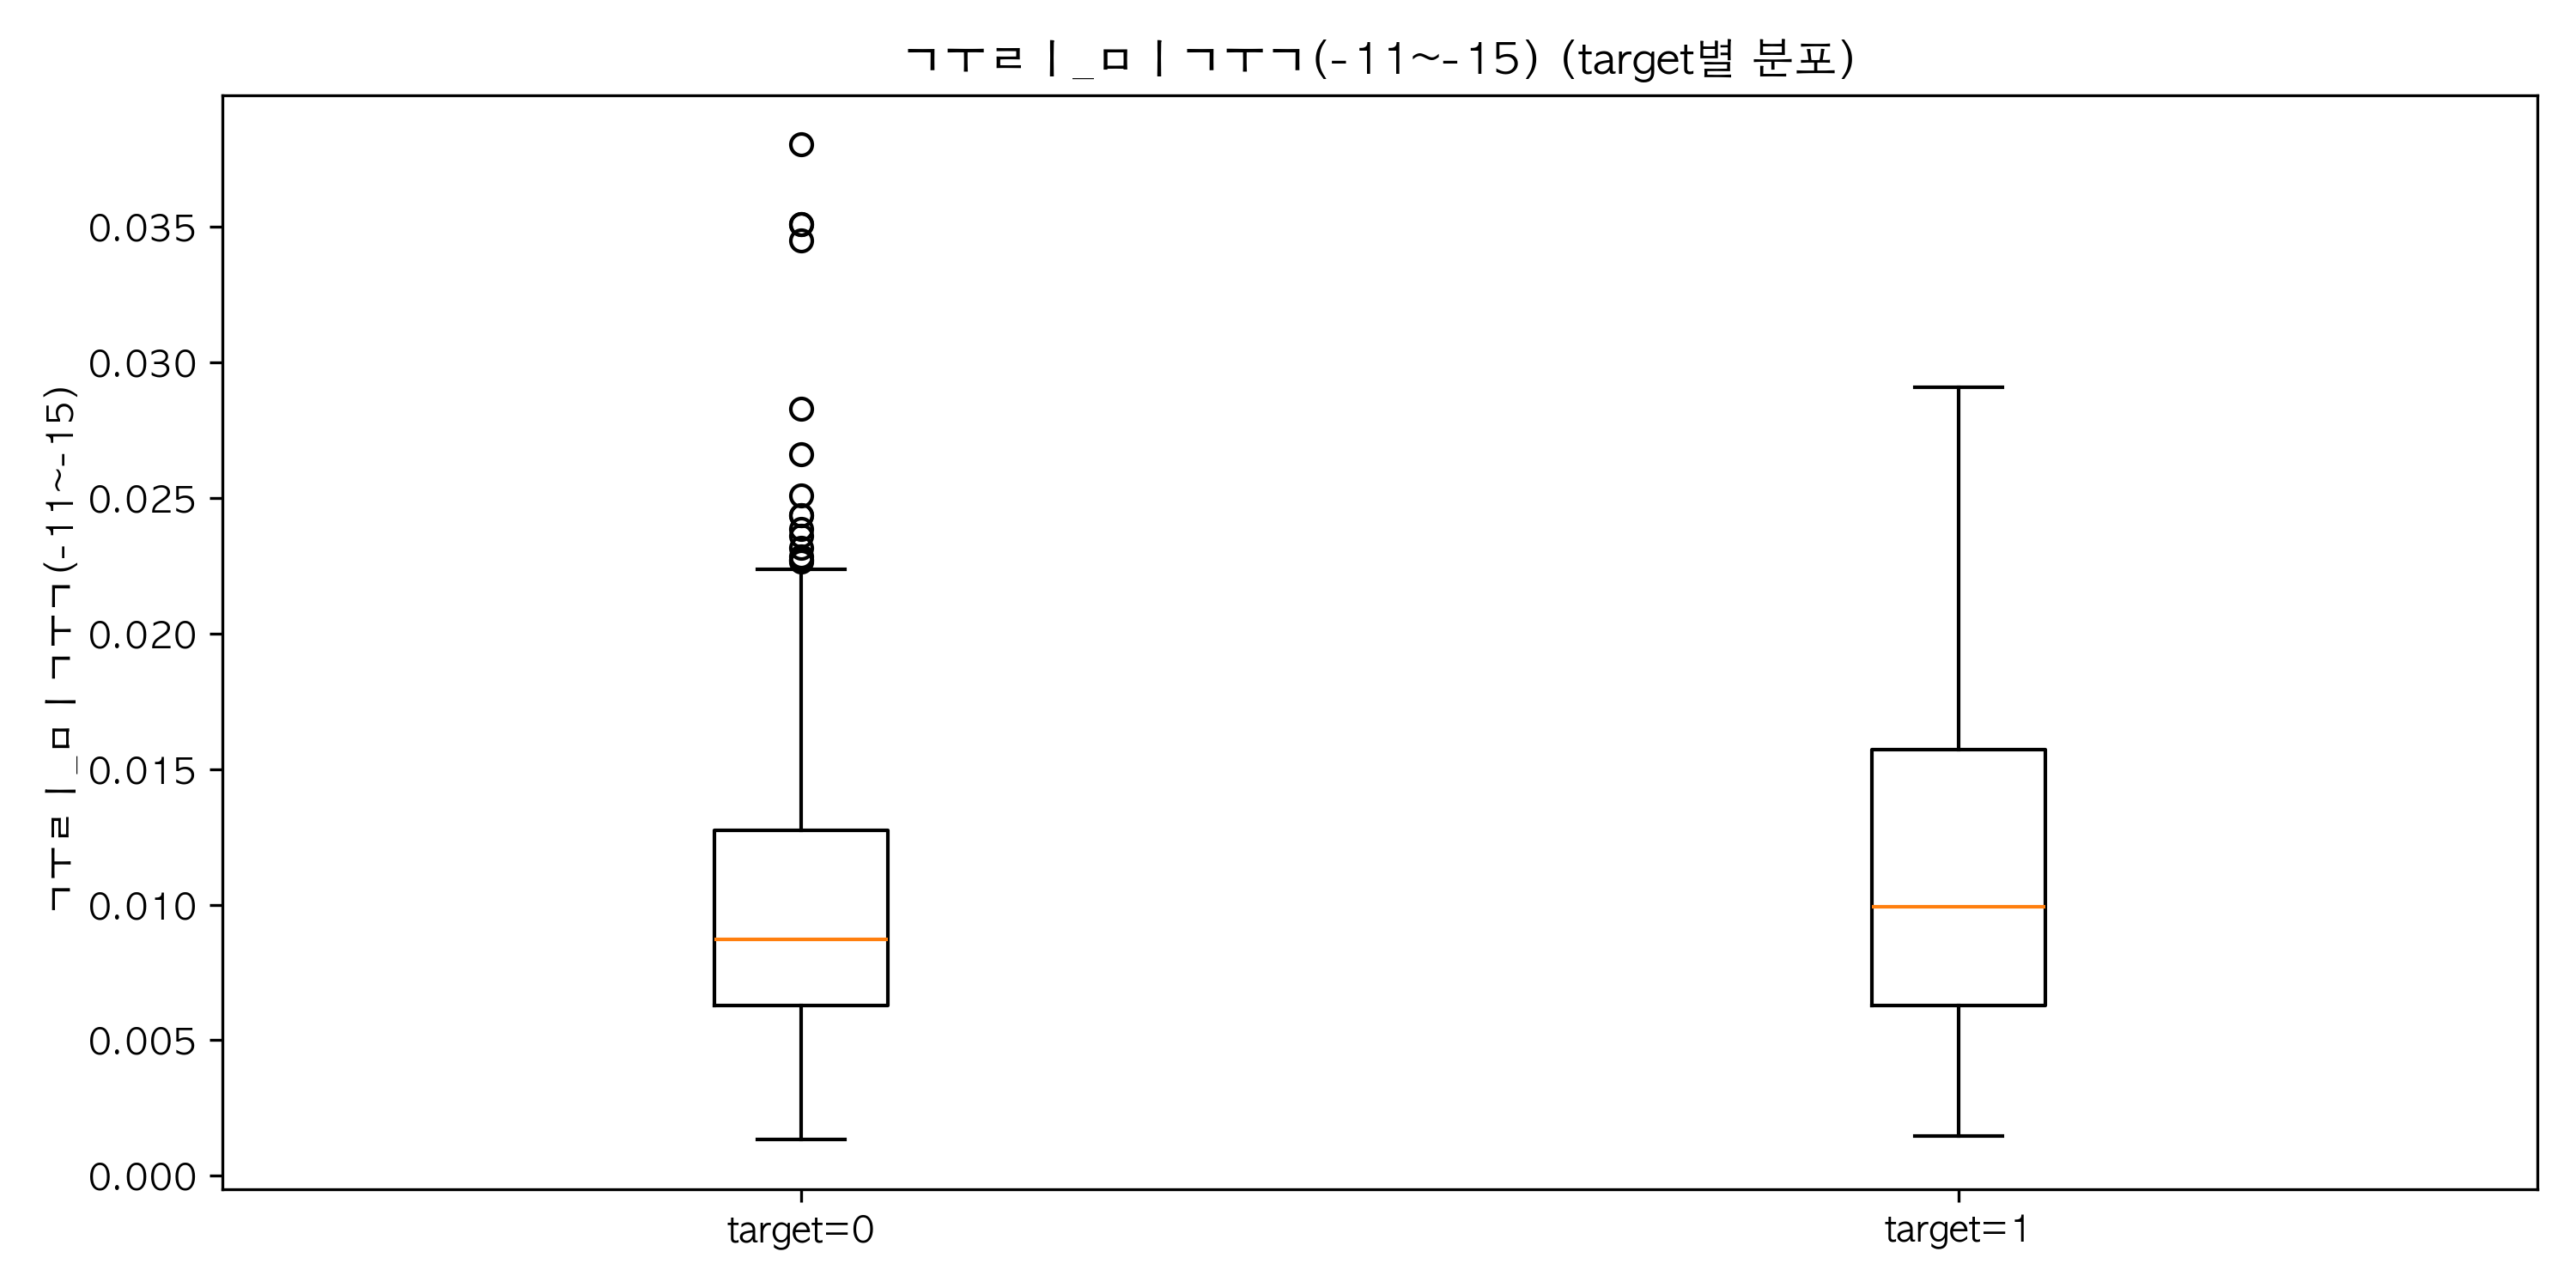 ㄱㅜㄹㅣ_ㅁㅣㄱㅜㄱ(-11~-15) (target별 분포)
ㄱㅜㄹㅣ_ㅁㅣㄱㅜㄱ(-11~-15)
0.035
0.030
0.025
0.020
0.015
0.010
0.005
0.000
target=0
target=1